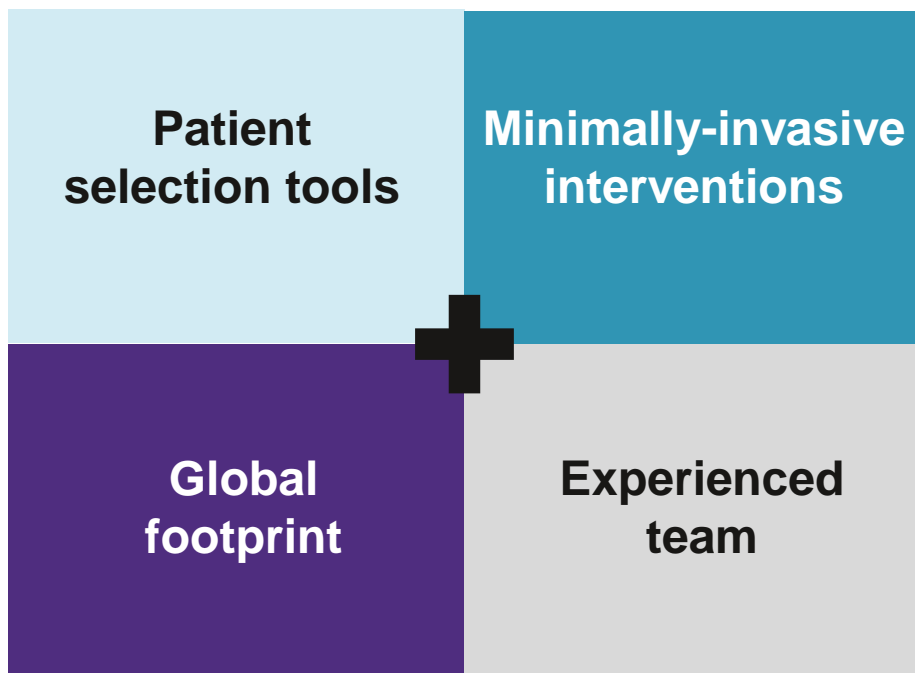 Patient
selection tools
Minimally-invasive
interventions
Global
footprint
Experienced
team